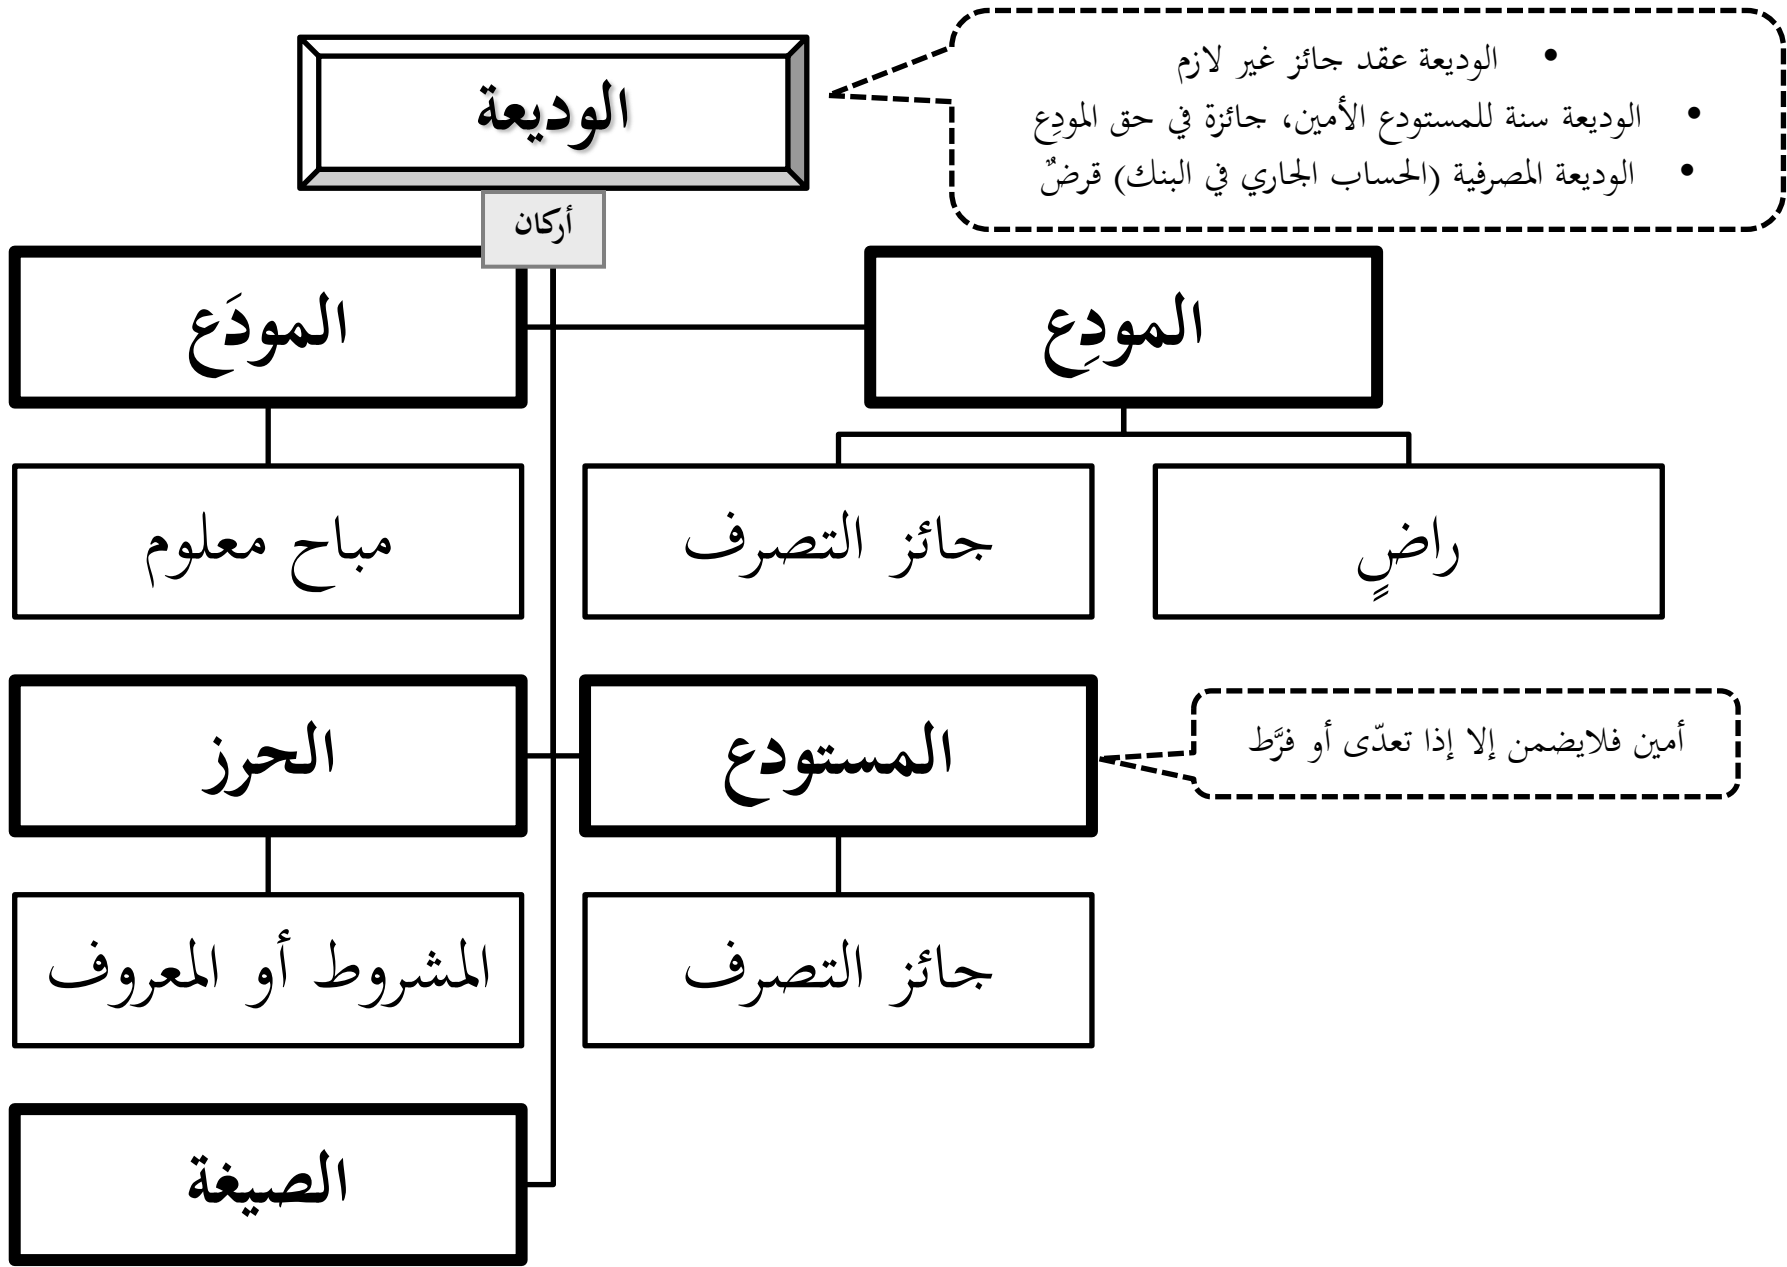 الوديعة
• الوديعة عقد جائز غير لازم
• الوديعة سنة للمستودع الأمين، جائزة في حق المودِع
• الوديعة المصرفية (الحساب الجاري في البنك) قرضٌ
أركان
المودِع
المودَع
راضٍ
جائز التصرف
مباح معلوم
المستودع
أمين فلايضمن إلا إذا تعدّى أو فرَّط
الحرز
جائز التصرف
المشروط أو المعروف
الصيغة